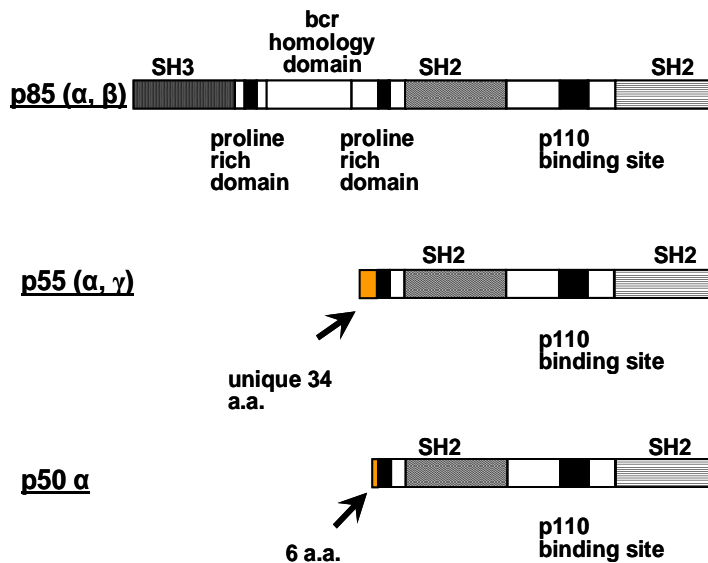 bcr
homology
domain
SH3
SH2
SH2
p85 (α, β)
proline
rich
domain
proline
rich
domain
p110
binding site
SH2
SH2
p55 (α, γ)
p110
binding site
unique 34
a.a.
SH2
SH2
p50 α
p110
binding site
6 a.a.